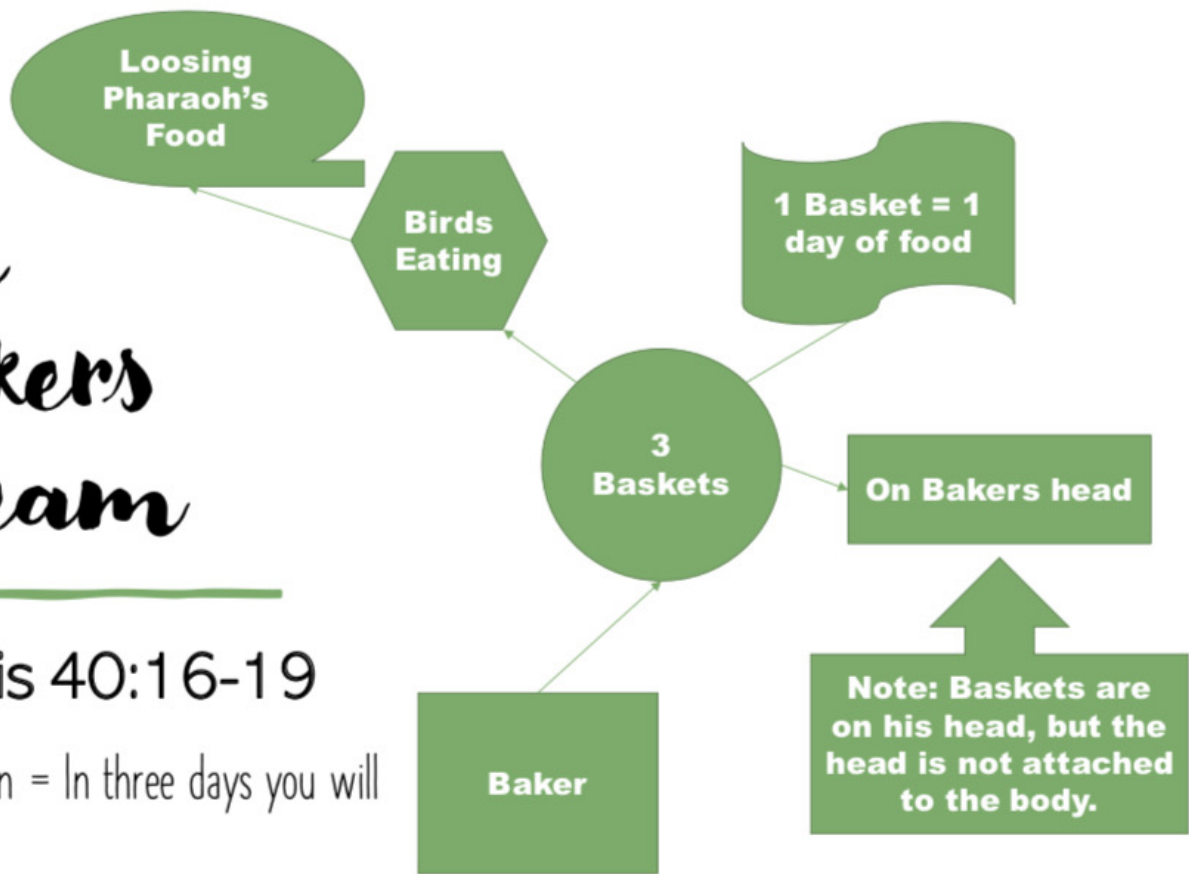 Loosing
Pharaoh's
Food
Birds
Eating
1 Basket = 1
day of food
3
Baskets
On Bakers head
Note: Baskets are
on his head, but the
head is not attached
to the body.
Baker
kers
am
is 40:16-19
n = In three days you will